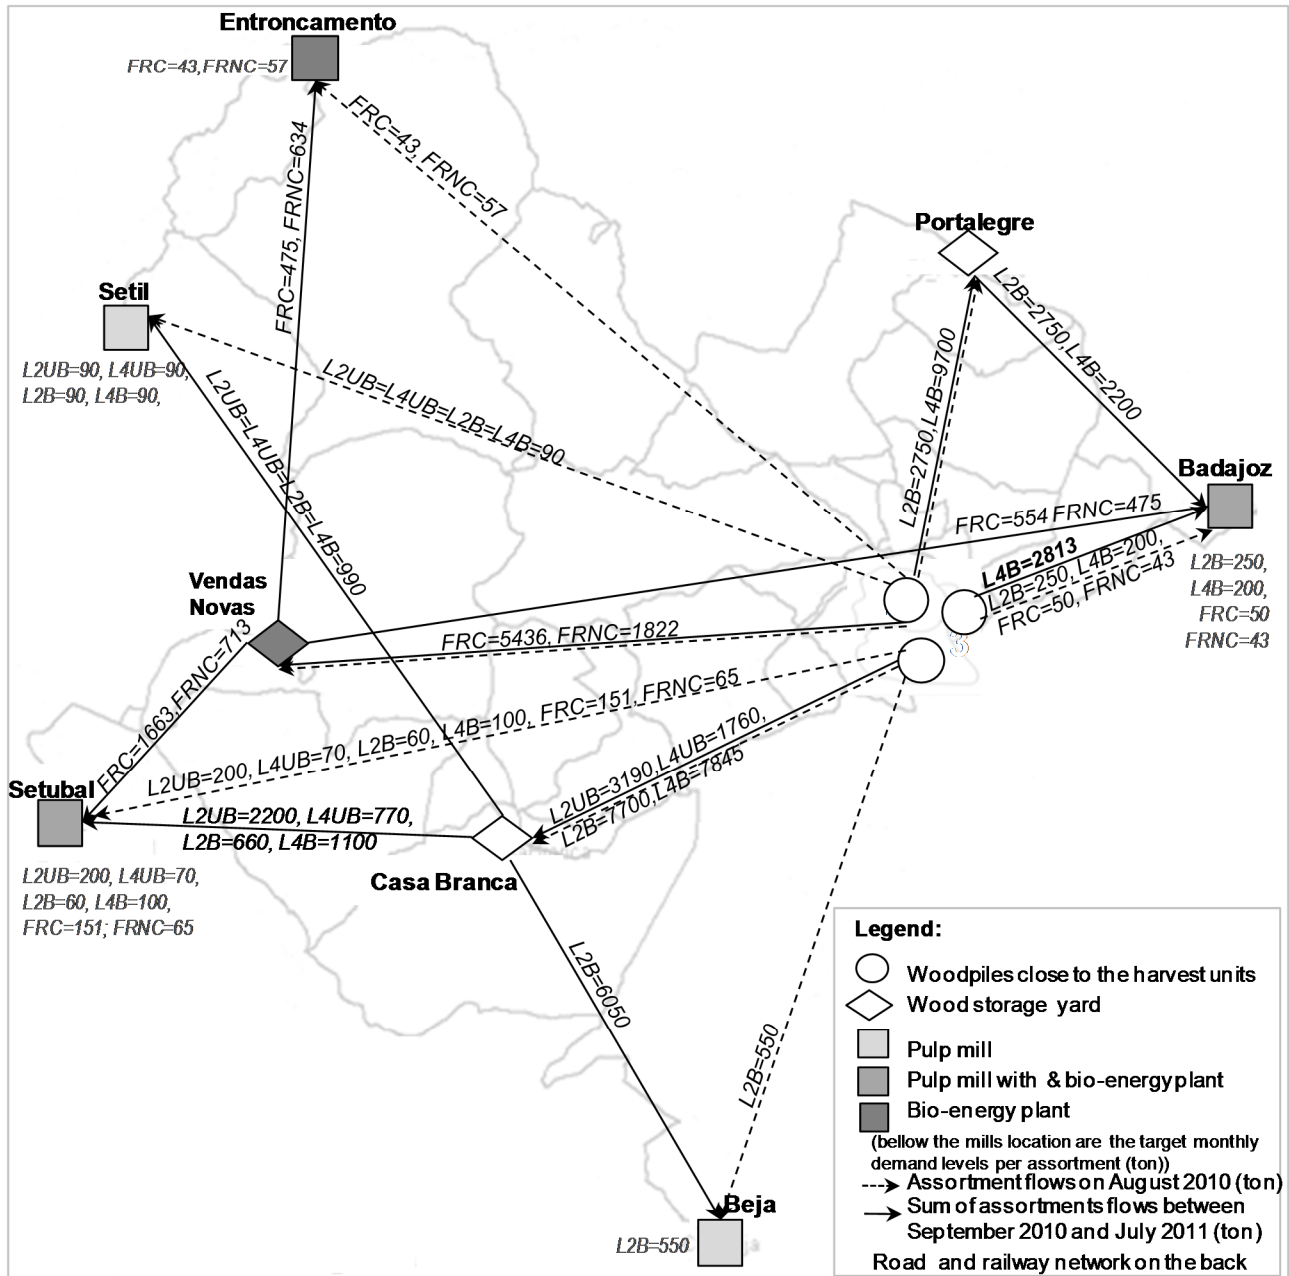 Entroncamento
FRC=43,FRNC=57
FRC=43, FRNC=57
FRC=475, FRNC=634
Portalegre
L2B=2750,L4B=2200
L2B=2750,L4B=9700
Setil
L2UB=90, L4UB=90,
L2B=90, L4B=90,
L2UB=L4UB=L2B=L4B=90
L2UB=L4UB=L2B=L4B=990
Badajoz
L2B=250,
L4B=200,
FRC=50
FRNC=43
FRC=554 FRNC=475
L4B=2813
L2B=250, L4B=200,
FRC=50, FRNC=43
3
Vendas
Novas
FRC=5436, FRNC=1822
FRC=1663,FRNC=713
L2UB=200, L4UB=70, L2B=60, L4B=100, FRC=151, FRNC=65
L2UB=3190,L4UB=1760,
L2B=7700,L4B=7845
Setubal
L2UB=2200, L4UB=770,
L2B=660, L4B=1100
L2UB=200, L4UB=70,
L2B=60, L4B=100,
FRC=151; FRNC=65
Casa Branca
L2B=6050
L2B=550
Beja
L2B=550
Legend:
Woodpiles close to the harvest units
Wood storage yard
Pulp mill
Pulp mill with & bio-energy plant
Bio-energy plant
(bellow the mills location are the target monthly
demand levels per assortment (ton))
Assortment flows on August 2010 (ton)
Sum of assortments flows between
September 2010 and July 2011 (ton)
Road and railway network on the back